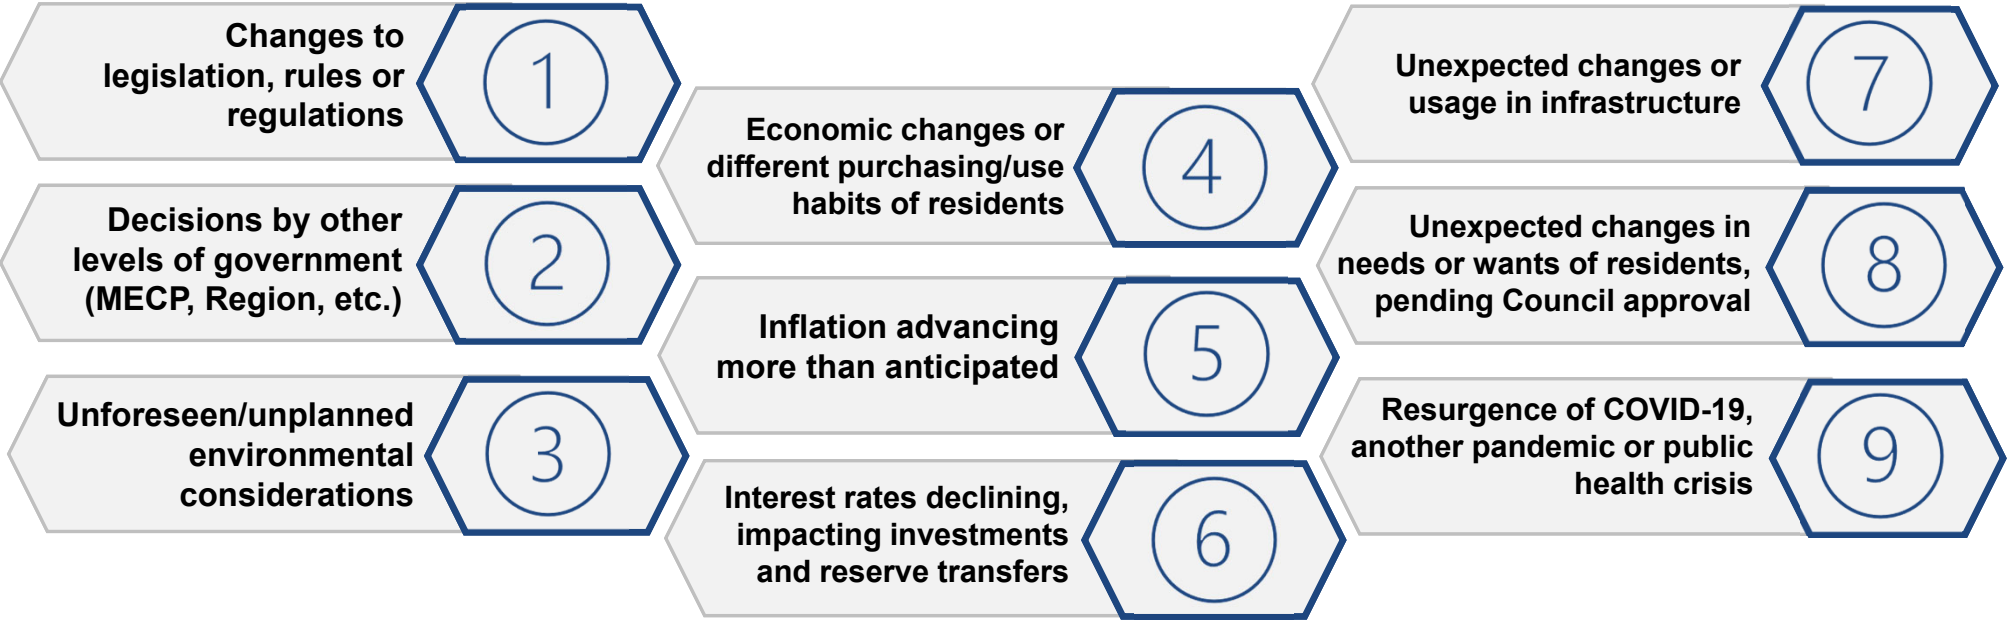 Changes to
legislation, rules or
regulations
1
Decisions by other
levels of government
(MECP, Region, etc.)
2
Unforeseen/unplanned
environmental
considerations
3
Economic changes or
different purchasing/use
habits of residents
4
Inflation advancing
more than anticipated
5
Interest rates declining,
impacting investments
and reserve transfers
6
Unexpected changes or
usage in infrastructure
7
Unexpected changes in
needs or wants of residents,
pending Council approval
8
Resurgence of COVID-19,
another pandemic or public
health crisis
9